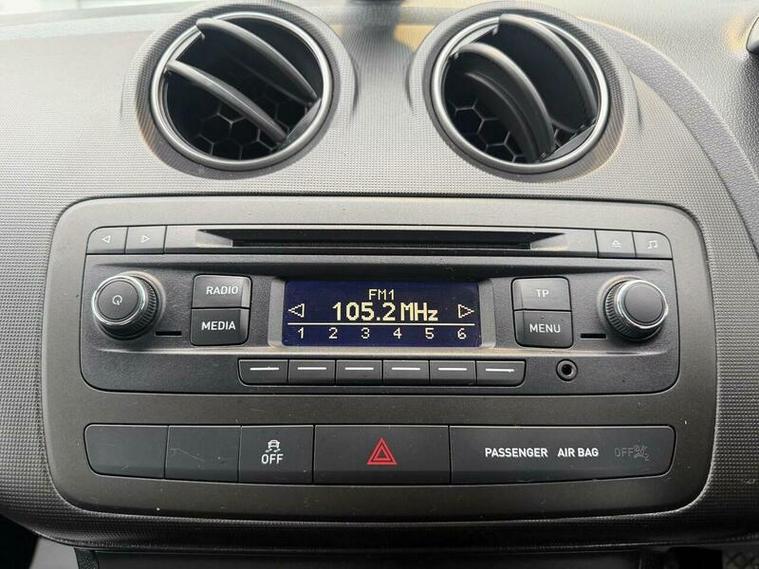 RADIO
MEDIA
FM1
105.2 MHz
1 2 3 4 5 6
TP
MENU
OFF
PASSENGER AIR BAG OFF